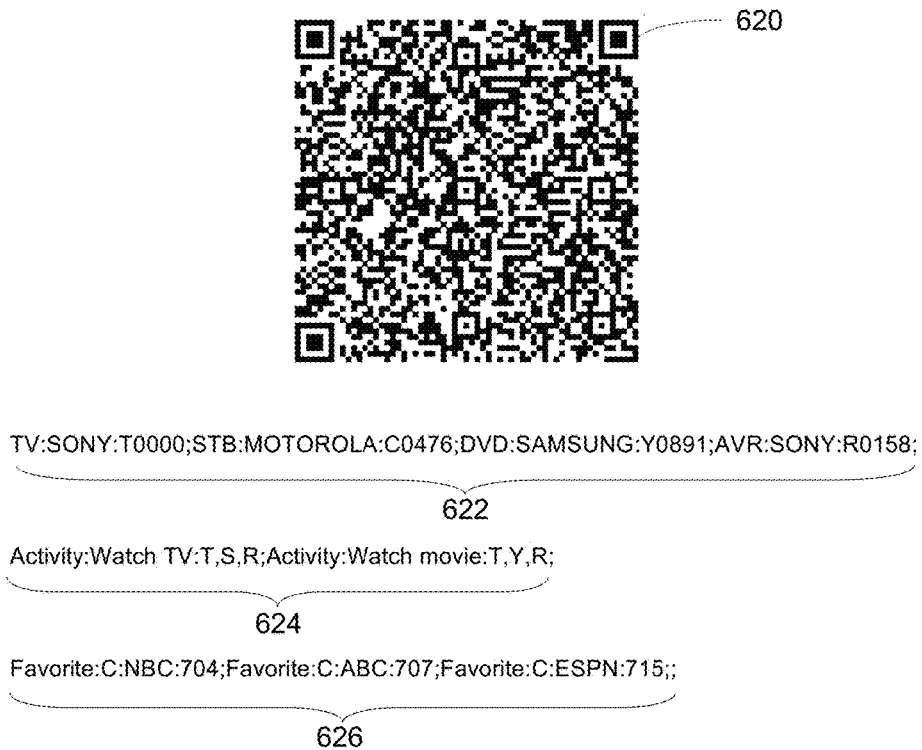 620
TV:SONY:T0000;STB:MOTOROLA:C0476;DVD:SAMSUNG:Y0891;AVR:SONY:R0158;
622
Activity:Watch TV:T,S,R;Activity:Watch movie:T,Y,R;
624
Favorite:C:NBC:704;Favorite:C:ABC:707;Favorite:C:ESPN:715;;
626